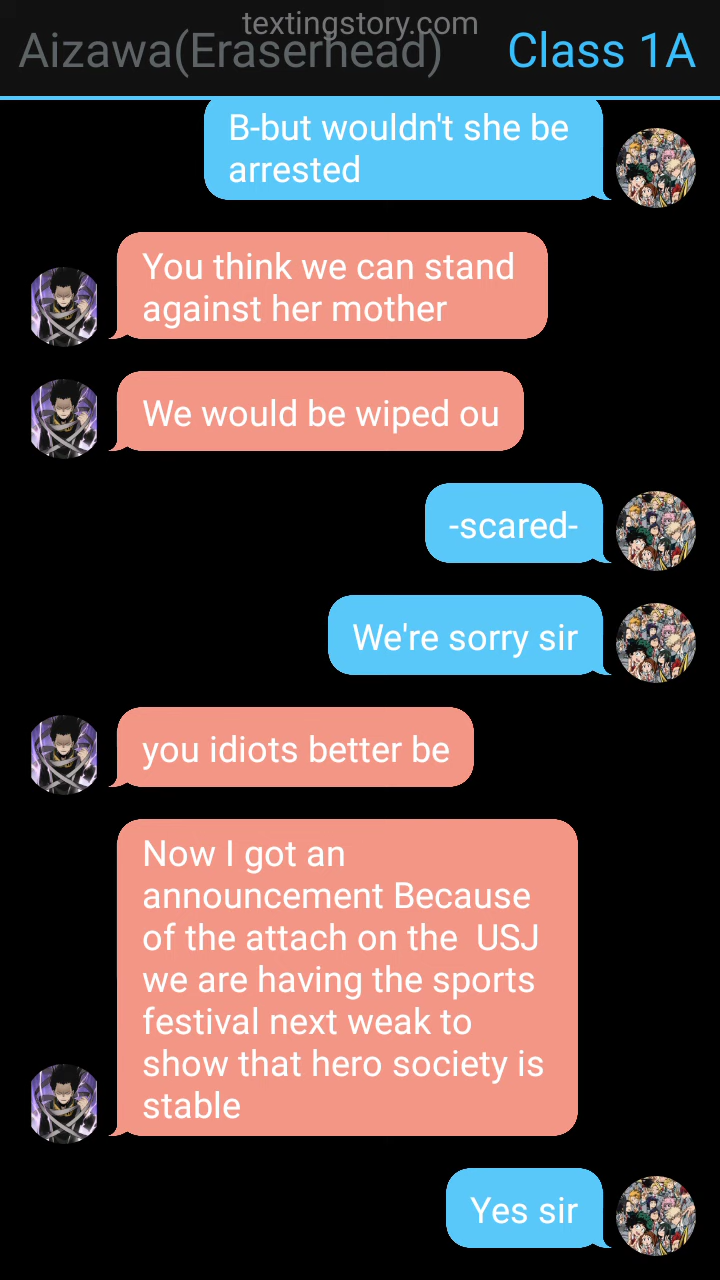 textingstory.com
Aizawa(Eraserhead)
Class 1A
B-but wouldn't she be
arrested
You think we can stand
against her mother
We would be wiped ou
-scared-
We're sorry sir
you idiots better be
Now I got an
announcement Because
of the attach on the  USJ
we are having the sports
festival next weak to
show that hero society is
stable
Yes sir